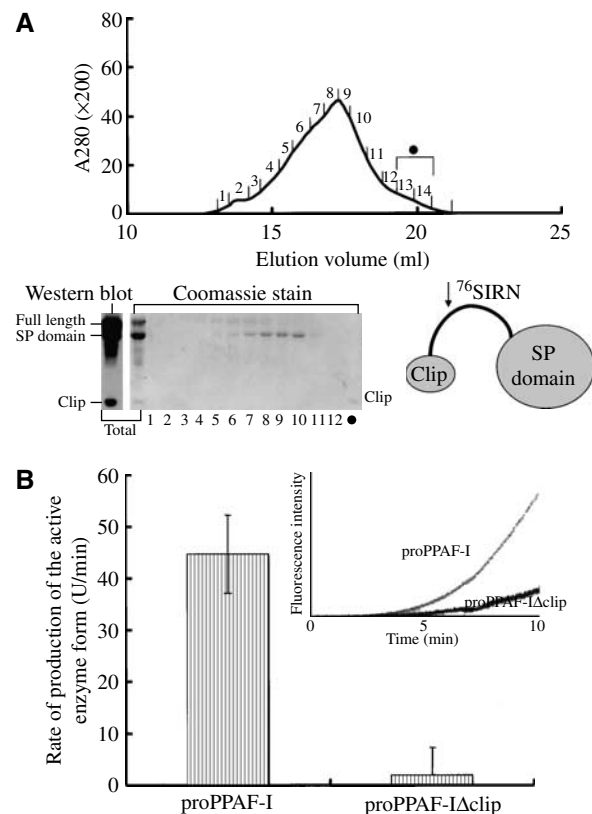 A
80
60
40
20
0
A280 (×200)
1 2 3 4 5 6 7 8 9 10 11 12 13 14
●
10 15 20 25
Elution volume (ml)
Western blot Coomassie stain
Full length
SP domain
Clip
Clip
Total
1 2 3 4 5 6 7 8 9 10 11 12 ●
↓ 76SIRN
Clip
SP
domain
B
60
50
40
30
20
10
0
Rate of production of the active
enzyme form (U/min)
proPPAF-I proPPAF-IΔclip
Fluorescence intensity
proPPAF-I
proPPAF-IΔclip
0 5 10
Time (min)